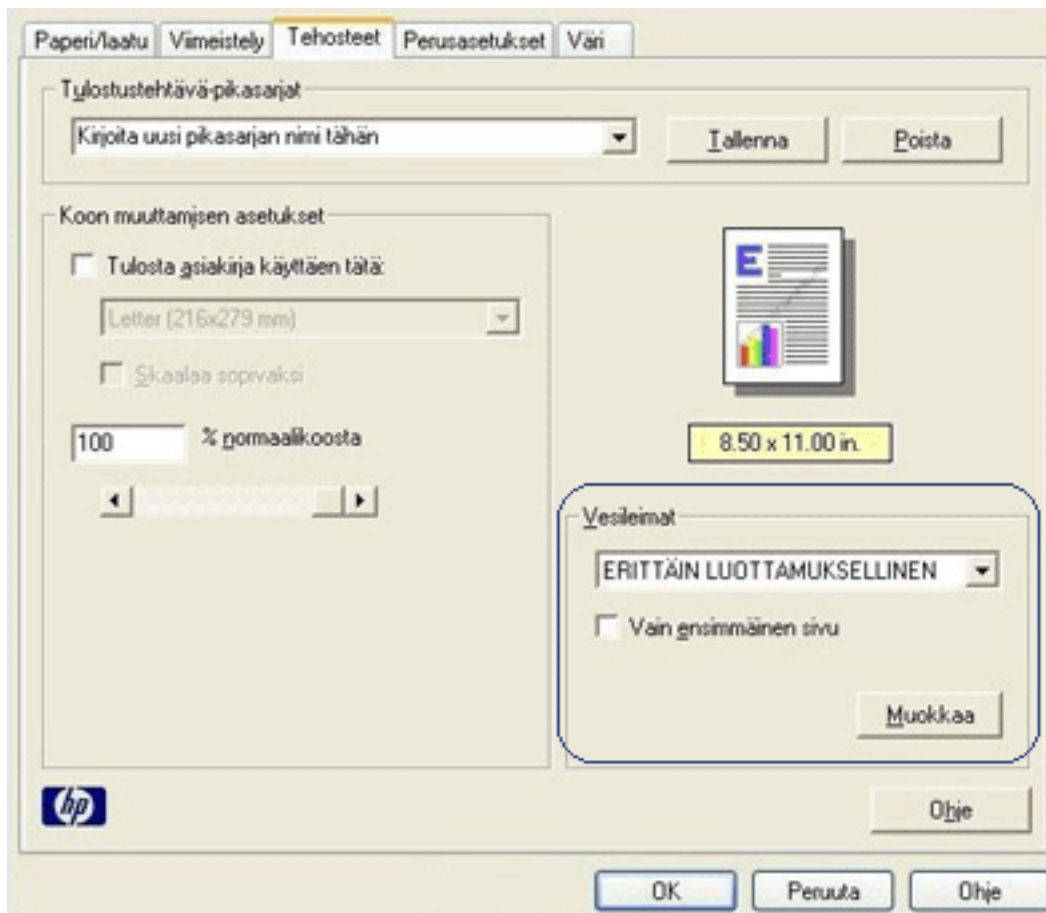 Paperi/laatu Viimeistely Tehosteet Perusasetukset Väri
Tulostustehtävä-pikasarjat
Kirjoita uusi pikasarjan nimi tähän Tallenna Poista
Koon muuttamisen asetukset
Tulosta asiakirja käyttäen tätä:
Letter (216x279 mm)
Skaalaa sopivaksi
100 % normaalikoosta
E
8.50 x 11.00 in.
Vesileimat
ERITTÄIN LUOTTAMUKSELLINEN
Vain ensimmäinen sivu
Muokkaa
hp
Ohje
OK Peruuta Ohje